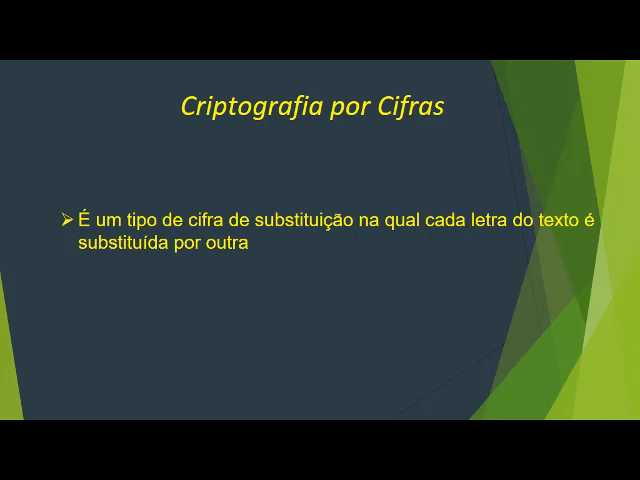 Criptografia por Cifras
➢ É um tipo de cifra de substituição na qual cada letra do texto é
substituída por outra